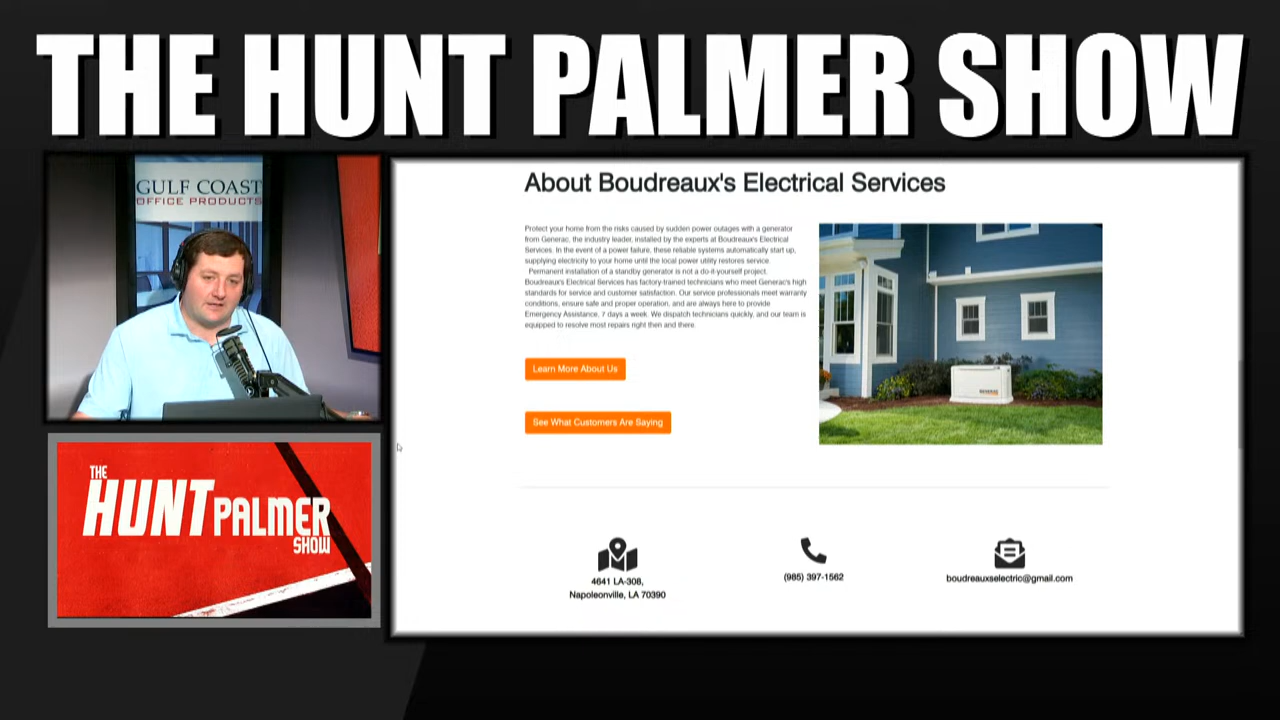 THE HUNT PALMER SHOW
GULF COAST
OFFICE PRODUCTS
THE
HUNT PALMER
SHOW
About Boudreaux's Electrical Services
Protect your home from the risks caused by sudden power outages with a generator
from Generac, the industry leader, installed by the experts at Boudreaux's Electrical
Services. In the event of a power failure, these reliable systems automatically start up,
supplying electricity to your home until the local power utility restores service.
Permanent installation of a standby generator is not a do-it-yourself project.
Boudreaux's Electrical Services has factory-trained technicians who meet Generac's high
standards for service and customer satisfaction. Our service professionals meet warranty
conditions, ensure safe and proper operation, and are always here to provide
Emergency Assistance, 7 days a week. We dispatch technicians quickly, and our team is
equipped to resolve most repairs right then and there.
Learn More About Us
See What Customers Are Saying
GENERAC
4641 LA-308,
Napoleonville, LA 70390
(985) 397-1562
boudreauxselectric@gmail.com